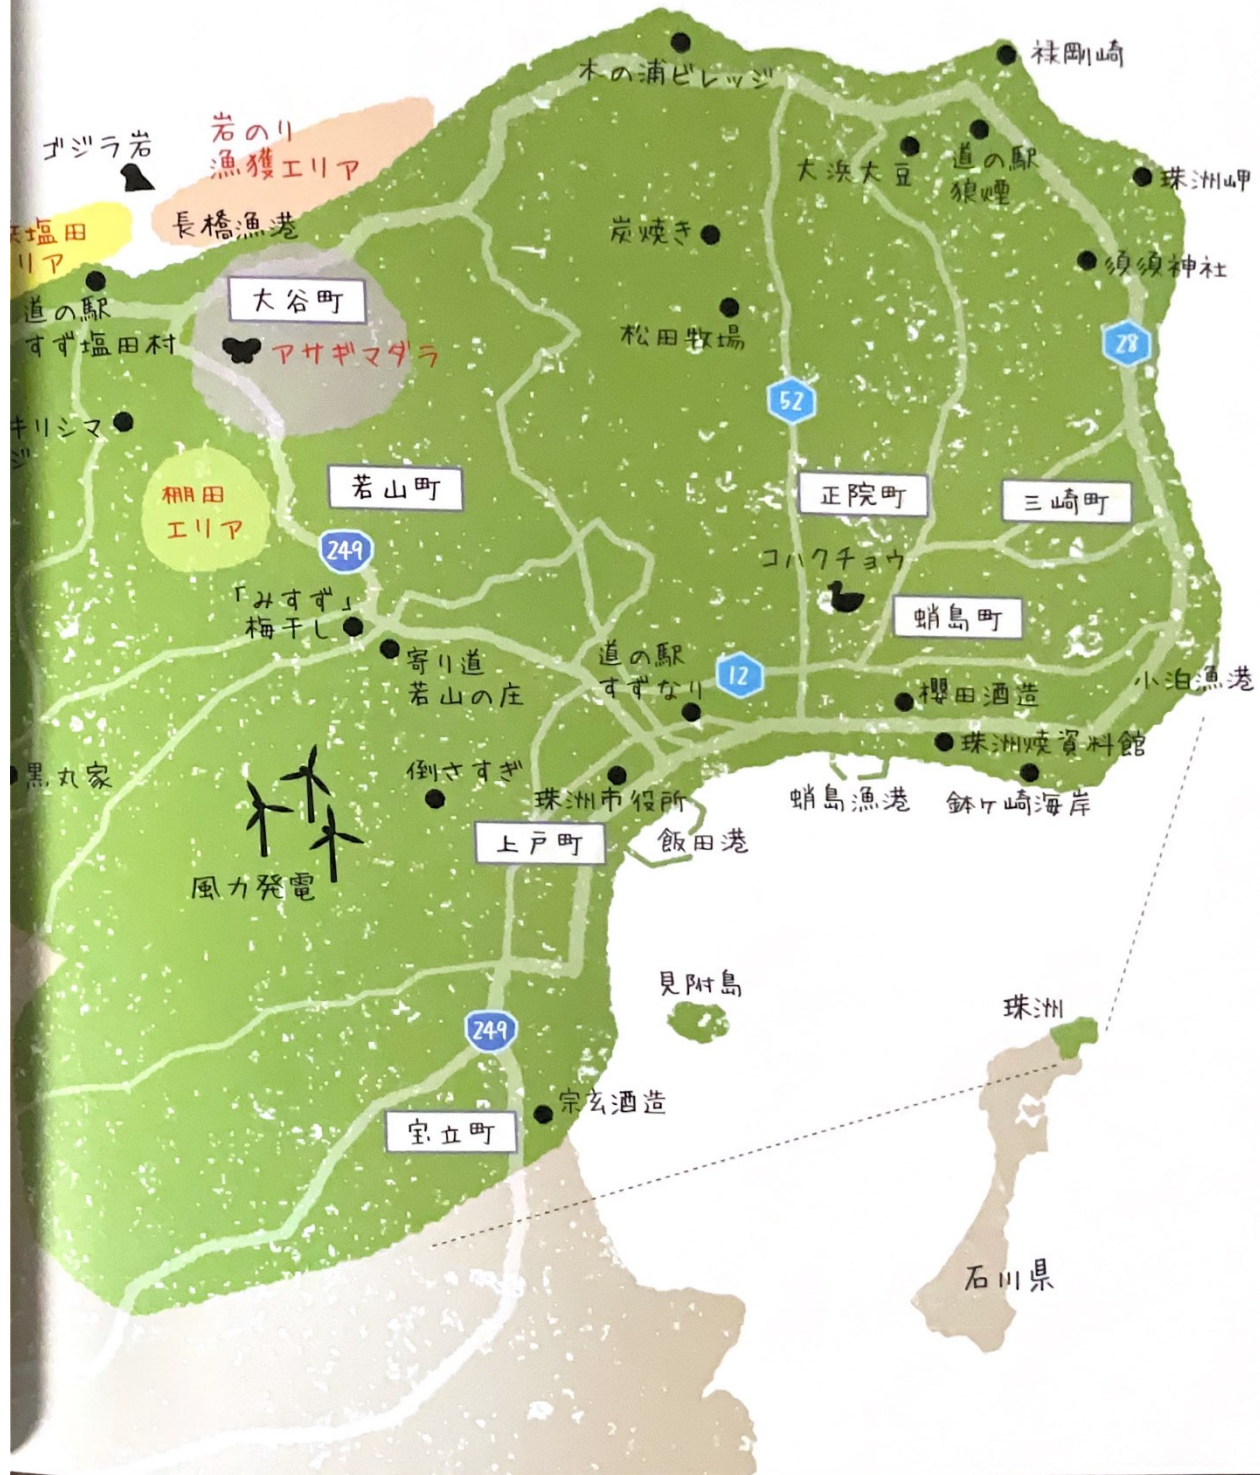 木の浦ビレッジ
禄剛崎
ゴジラ岩
岩のり
漁獲エリア
大浜大豆
道の駅
狼煙
珠洲岬
長橋漁港
塩田
リア
炭焼き
須須神社
道の駅
すず塩田村
大谷町
アサギマダラ
松田牧場
28
52
キリシマ
ジ
棚田
エリア
若山町
正院町
三崎町
249
コハクチョウ
「みすず」
梅干し
蛸島町
寄り道
若山の庄
道の駅
すずなり
12
櫻田酒造
小泊漁港
黒丸家
倒さすぎ
珠洲市役所
珠洲焼資料館
蛸島漁港
鉢ヶ崎海岸
上戸町
飯田港
風力発電
見附島
珠洲
249
宗玄酒造
宝立町
石川県